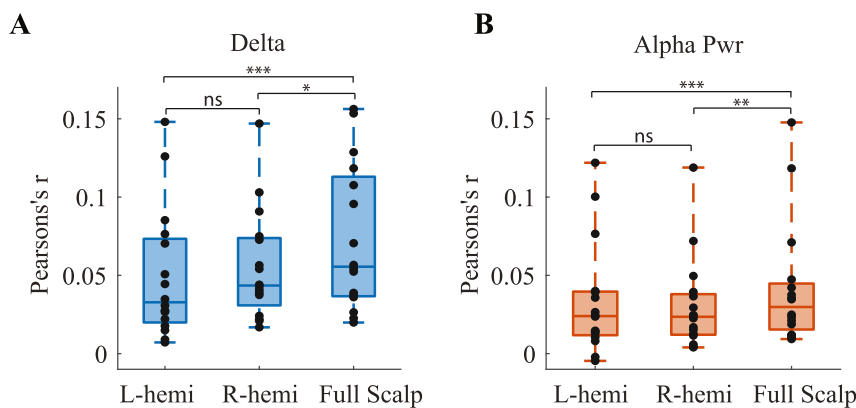 A
Delta
***
ns
*
0.15
0.1
0.05
0
Pearsons's r
L-hemi R-hemi Full Scalp
B
Alpha Pwr
***
**
ns
0.15
0.1
0.05
0
Pearsons's r
L-hemi R-hemi Full Scalp